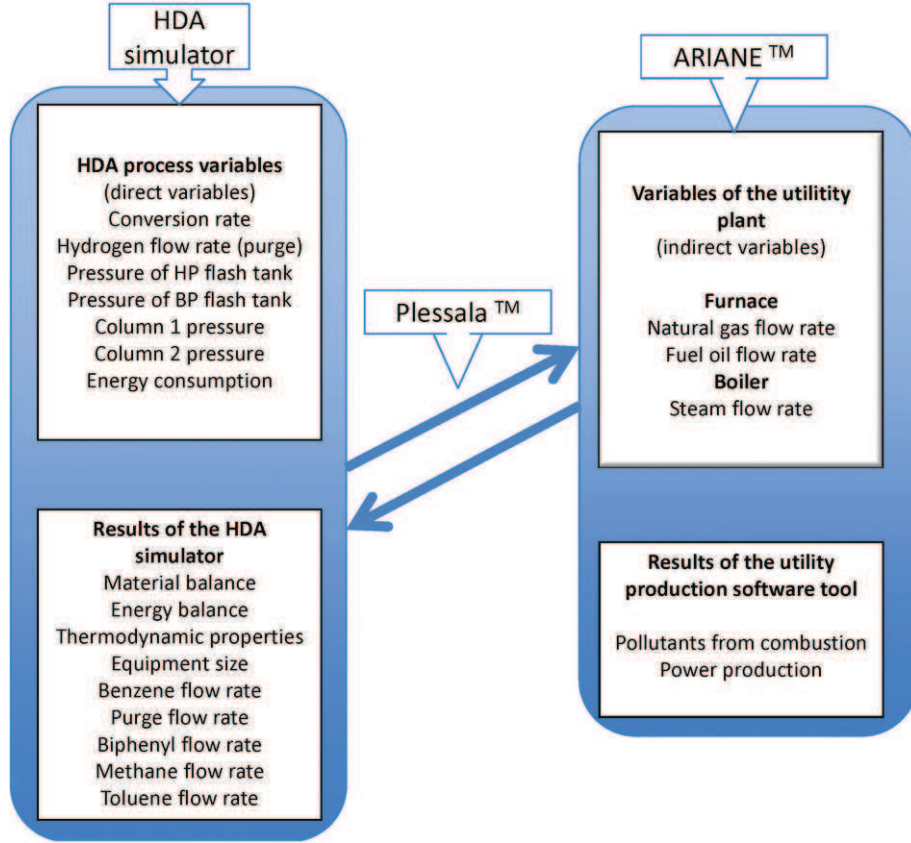 HDA
simulator
HDA process variables
(direct variables)
Conversion rate
Hydrogen flow rate (purge)
Pressure of HP flash tank
Pressure of BP flash tank
Column 1 pressure
Column 2 pressure
Energy consumption
Results of the HDA
simulator
Material balance
Energy balance
Thermodynamic properties
Equipment size
Benzene flow rate
Purge flow rate
Biphenyl flow rate
Methane flow rate
Toluene flow rate
Plessala ™
ARIANE ™
Variables of the utilitity
plant
(indirect variables)
Furnace
Natural gas flow rate
Fuel oil flow rate
Boiler
Steam flow rate
Results of the utility
production software tool
Pollutants from combustion
Power production